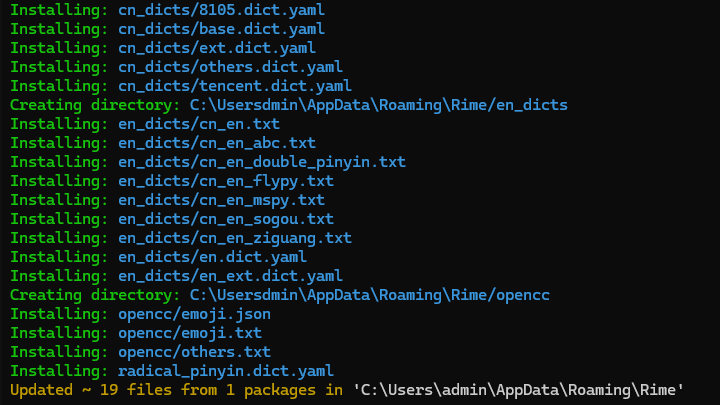 Installing: cn_dicts/8105.dict.yaml
Installing: cn_dicts/base.dict.yaml
Installing: cn_dicts/ext.dict.yaml
Installing: cn_dicts/others.dict.yaml
Installing: cn_dicts/tencent.dict.yaml
Creating directory: C:\Usersdmin\AppData\Roaming\Rime/en_dicts
Installing: en_dicts/cn_en.txt
Installing: en_dicts/cn_en_abc.txt
Installing: en_dicts/cn_en_double_pinyin.txt
Installing: en_dicts/cn_en_flypy.txt
Installing: en_dicts/cn_en_mspy.txt
Installing: en_dicts/cn_en_sogou.txt
Installing: en_dicts/cn_en_ziguang.txt
Installing: en_dicts/en.dict.yaml
Installing: en_dicts/en_ext.dict.yaml
Creating directory: C:\Usersdmin\AppData\Roaming\Rime/opencc
Installing: opencc/emoji.json
Installing: opencc/emoji.txt
Installing: opencc/others.txt
Installing: radical_pinyin.dict.yaml
Updated ~ 19 files from 1 packages in 'C:\Users\admin\AppData\Roaming\Rime'